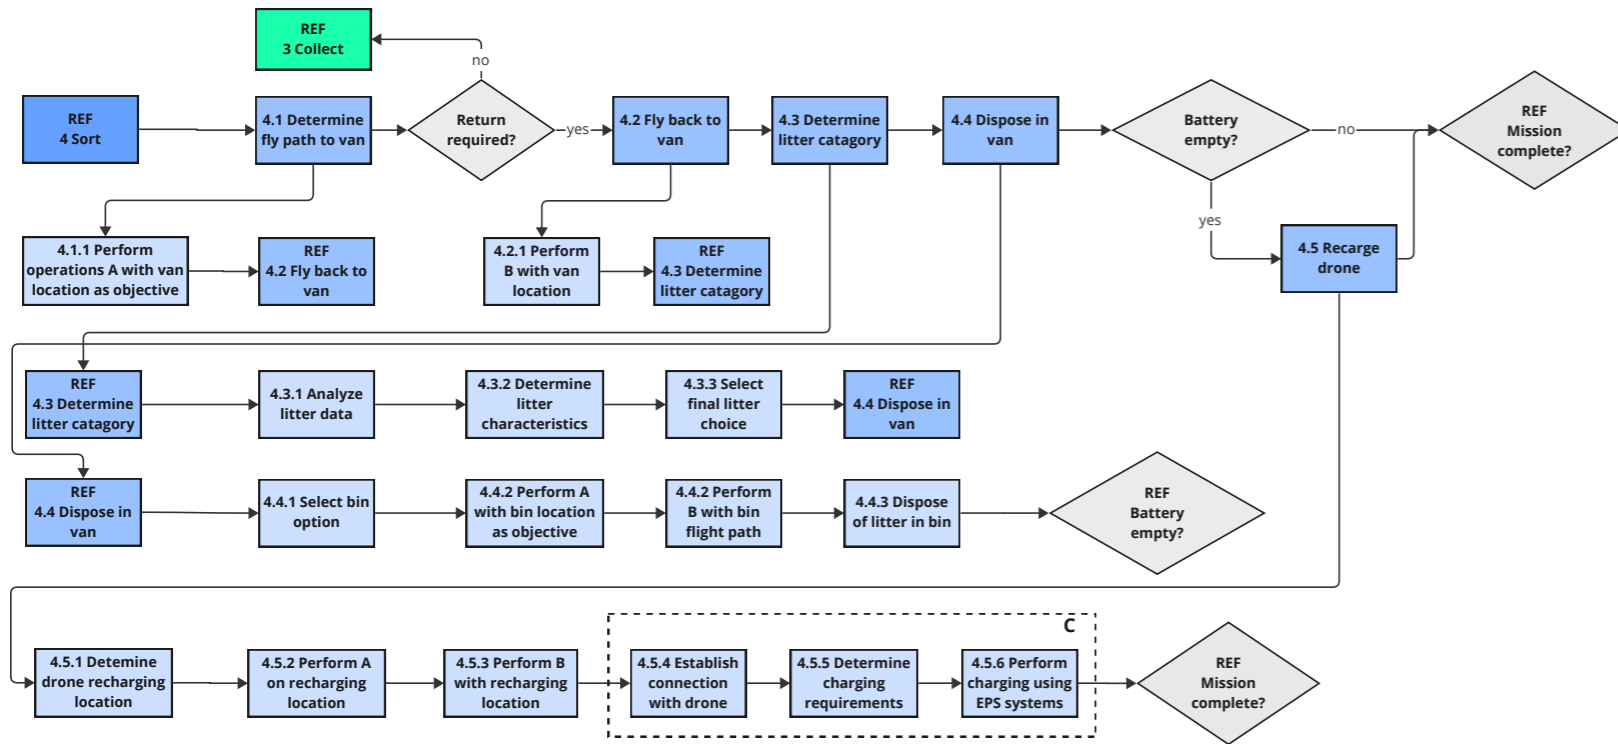 REF
3 Collect
no
REF
4 Sort
4.1 Determine
fly path to van
Return
required?
yes
4.2 Fly back to
van
4.3 Determine
litter catagory
4.4 Dispose in
van
Battery
empty?
no
REF
Mission
complete?
yes
4.1.1 Perform
operations A with van
location as objective
REF
4.2 Fly back to
van
4.2.1 Perform
B with van
location
REF
4.3 Determine
litter catagory
4.5 Recarge
drone
REF
4.3 Determine
litter catagory
4.3.1 Analyze
litter data
4.3.2 Determine
litter
characteristics
4.3.3 Select
final litter
choice
REF
4.4 Dispose in
van
REF
4.4 Dispose in
van
4.4.1 Select bin
option
4.4.2 Perform A
with bin location
as objective
4.4.2 Perform
B with bin
flight path
4.4.3 Dispose
of litter in bin
REF
Battery
empty?
C
4.5.1 Detemine
drone recharging
location
4.5.2 Perform A
on recharging
location
4.5.3 Perform B
with recharging
location
4.5.4 Establish
connection
with drone
4.5.5 Determine
charging
requirements
4.5.6 Perform
charging using
EPS systems
REF
Mission
complete?